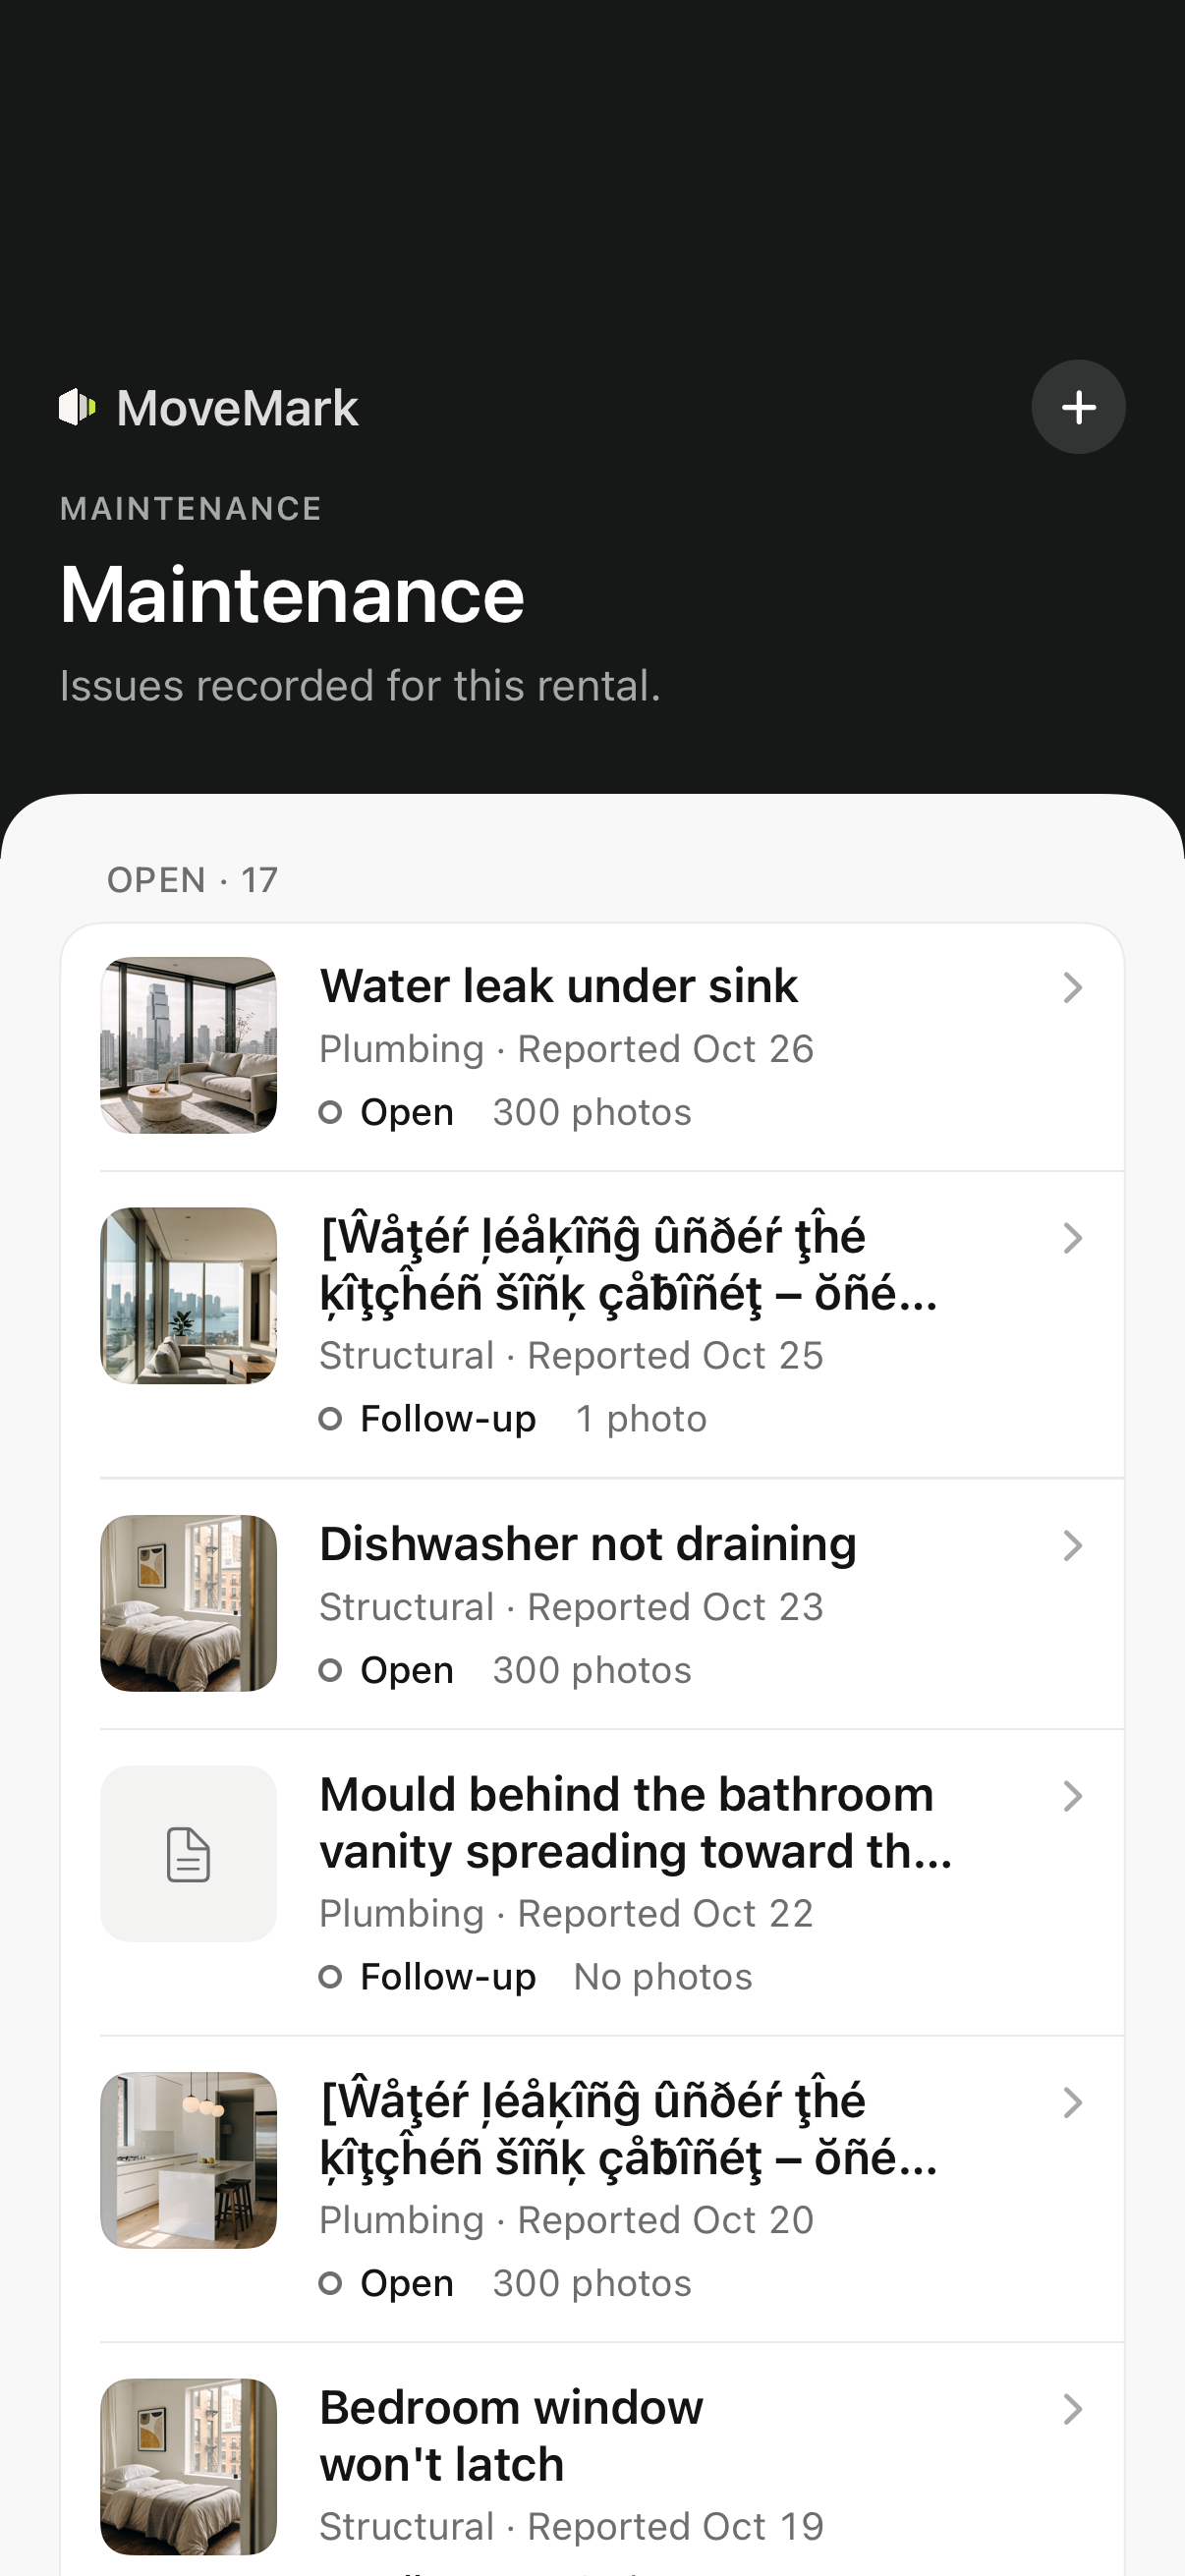 MoveMark
MAINTENANCE
Maintenance
Issues recorded for this rental.
OPEN · 17
Water leak under sink
Plumbing · Reported Oct 26
Open 300 photos
[Ŵåţéŕ ļéåķîñĝ ûñðéŕ ţĥé
ķîţçĥéñ šîñķ çåƀîñéţ – ŏñé...
Structural · Reported Oct 25
Follow-up 1 photo
Dishwasher not draining
Structural · Reported Oct 23
Open 300 photos
Mould behind the bathroom
vanity spreading toward th...
Plumbing · Reported Oct 22
Follow-up No photos
[Ŵåţéŕ ļéåķîñĝ ûñðéŕ ţĥé
ķîţçĥéñ šîñķ çåƀîñéţ – ŏñé...
Plumbing · Reported Oct 20
Open 300 photos
Bedroom window
won't latch
Structural · Reported Oct 19